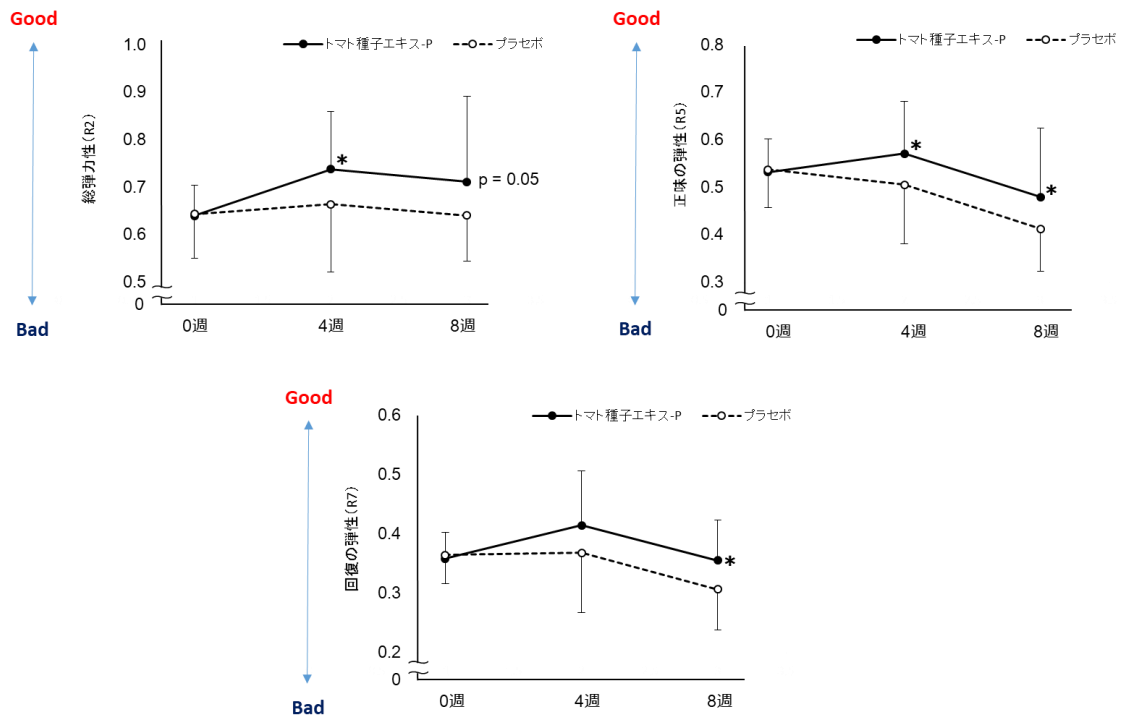 Good
Bad
トマト種子エキス-P
プラセボ
総弾力性(R2)
1.0
0.9
0.8
0.7
0.6
0.5
0
*
p = 0.05
0週
4週
8週
Good
Bad
トマト種子エキス-P
プラセボ
正味の弾性(R5)
0.8
0.7
0.6
0.5
0.4
0.3
0
*
*
0週
4週
8週
Good
Bad
トマト種子エキス-P
プラセボ
回復の弾性(R7)
0.6
0.5
0.4
0.3
0.2
0
*
0週
4週
8週